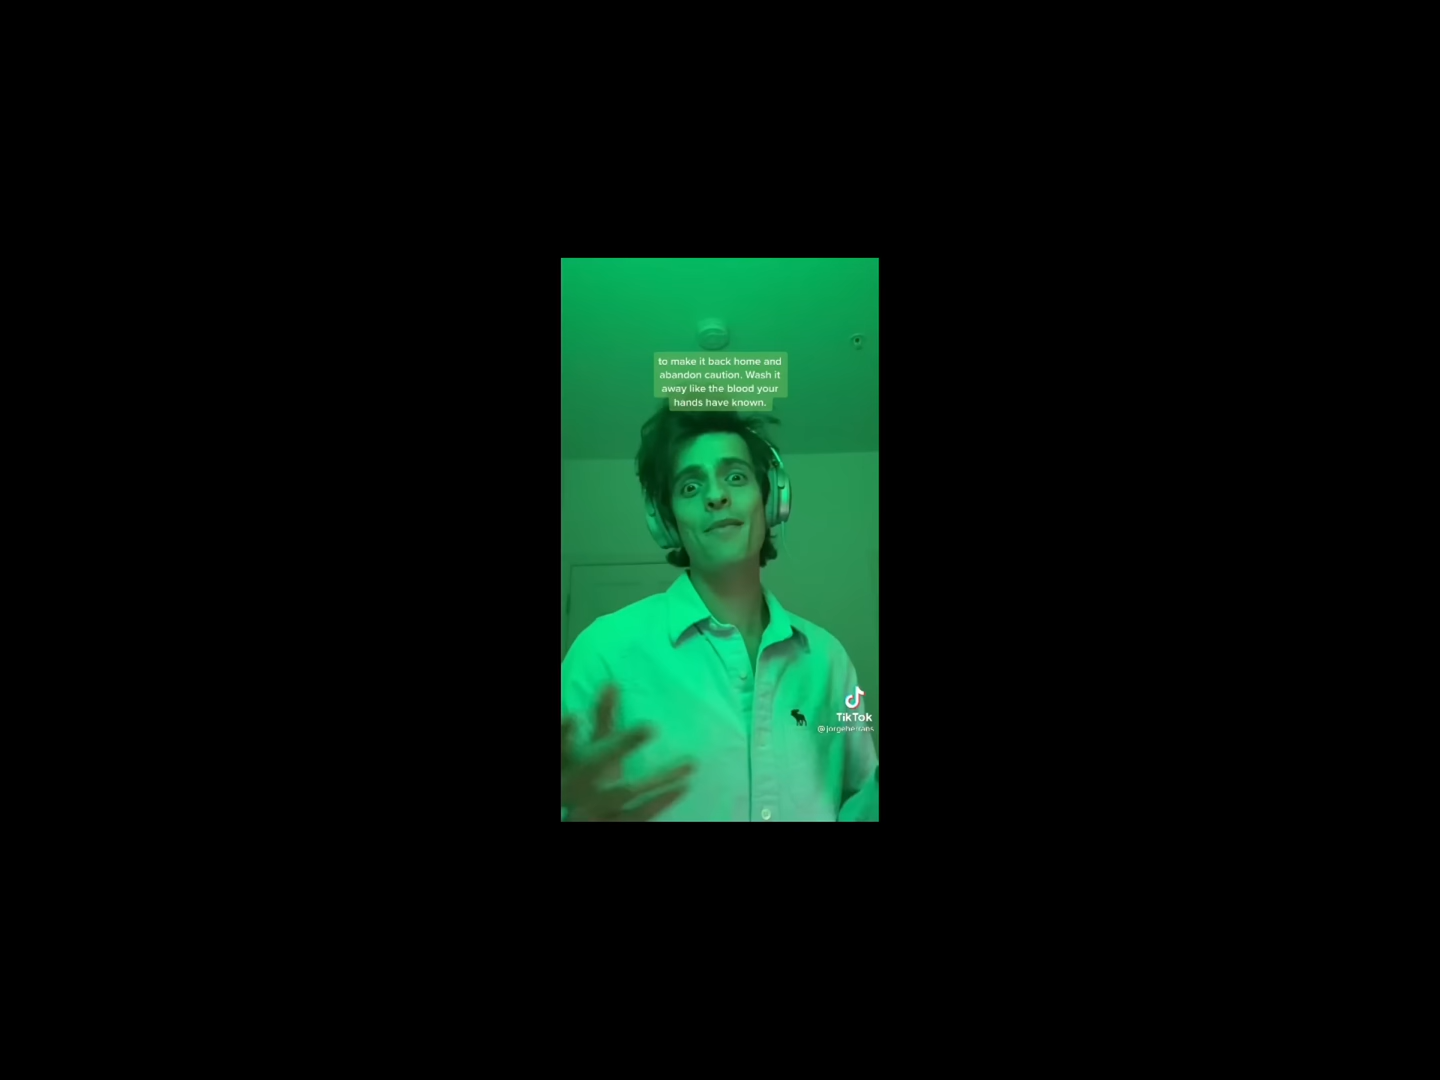 to make it back home and
abandon caution. Wash it
away like the blood your
hands have known.
TikTok
@jorgeherrans